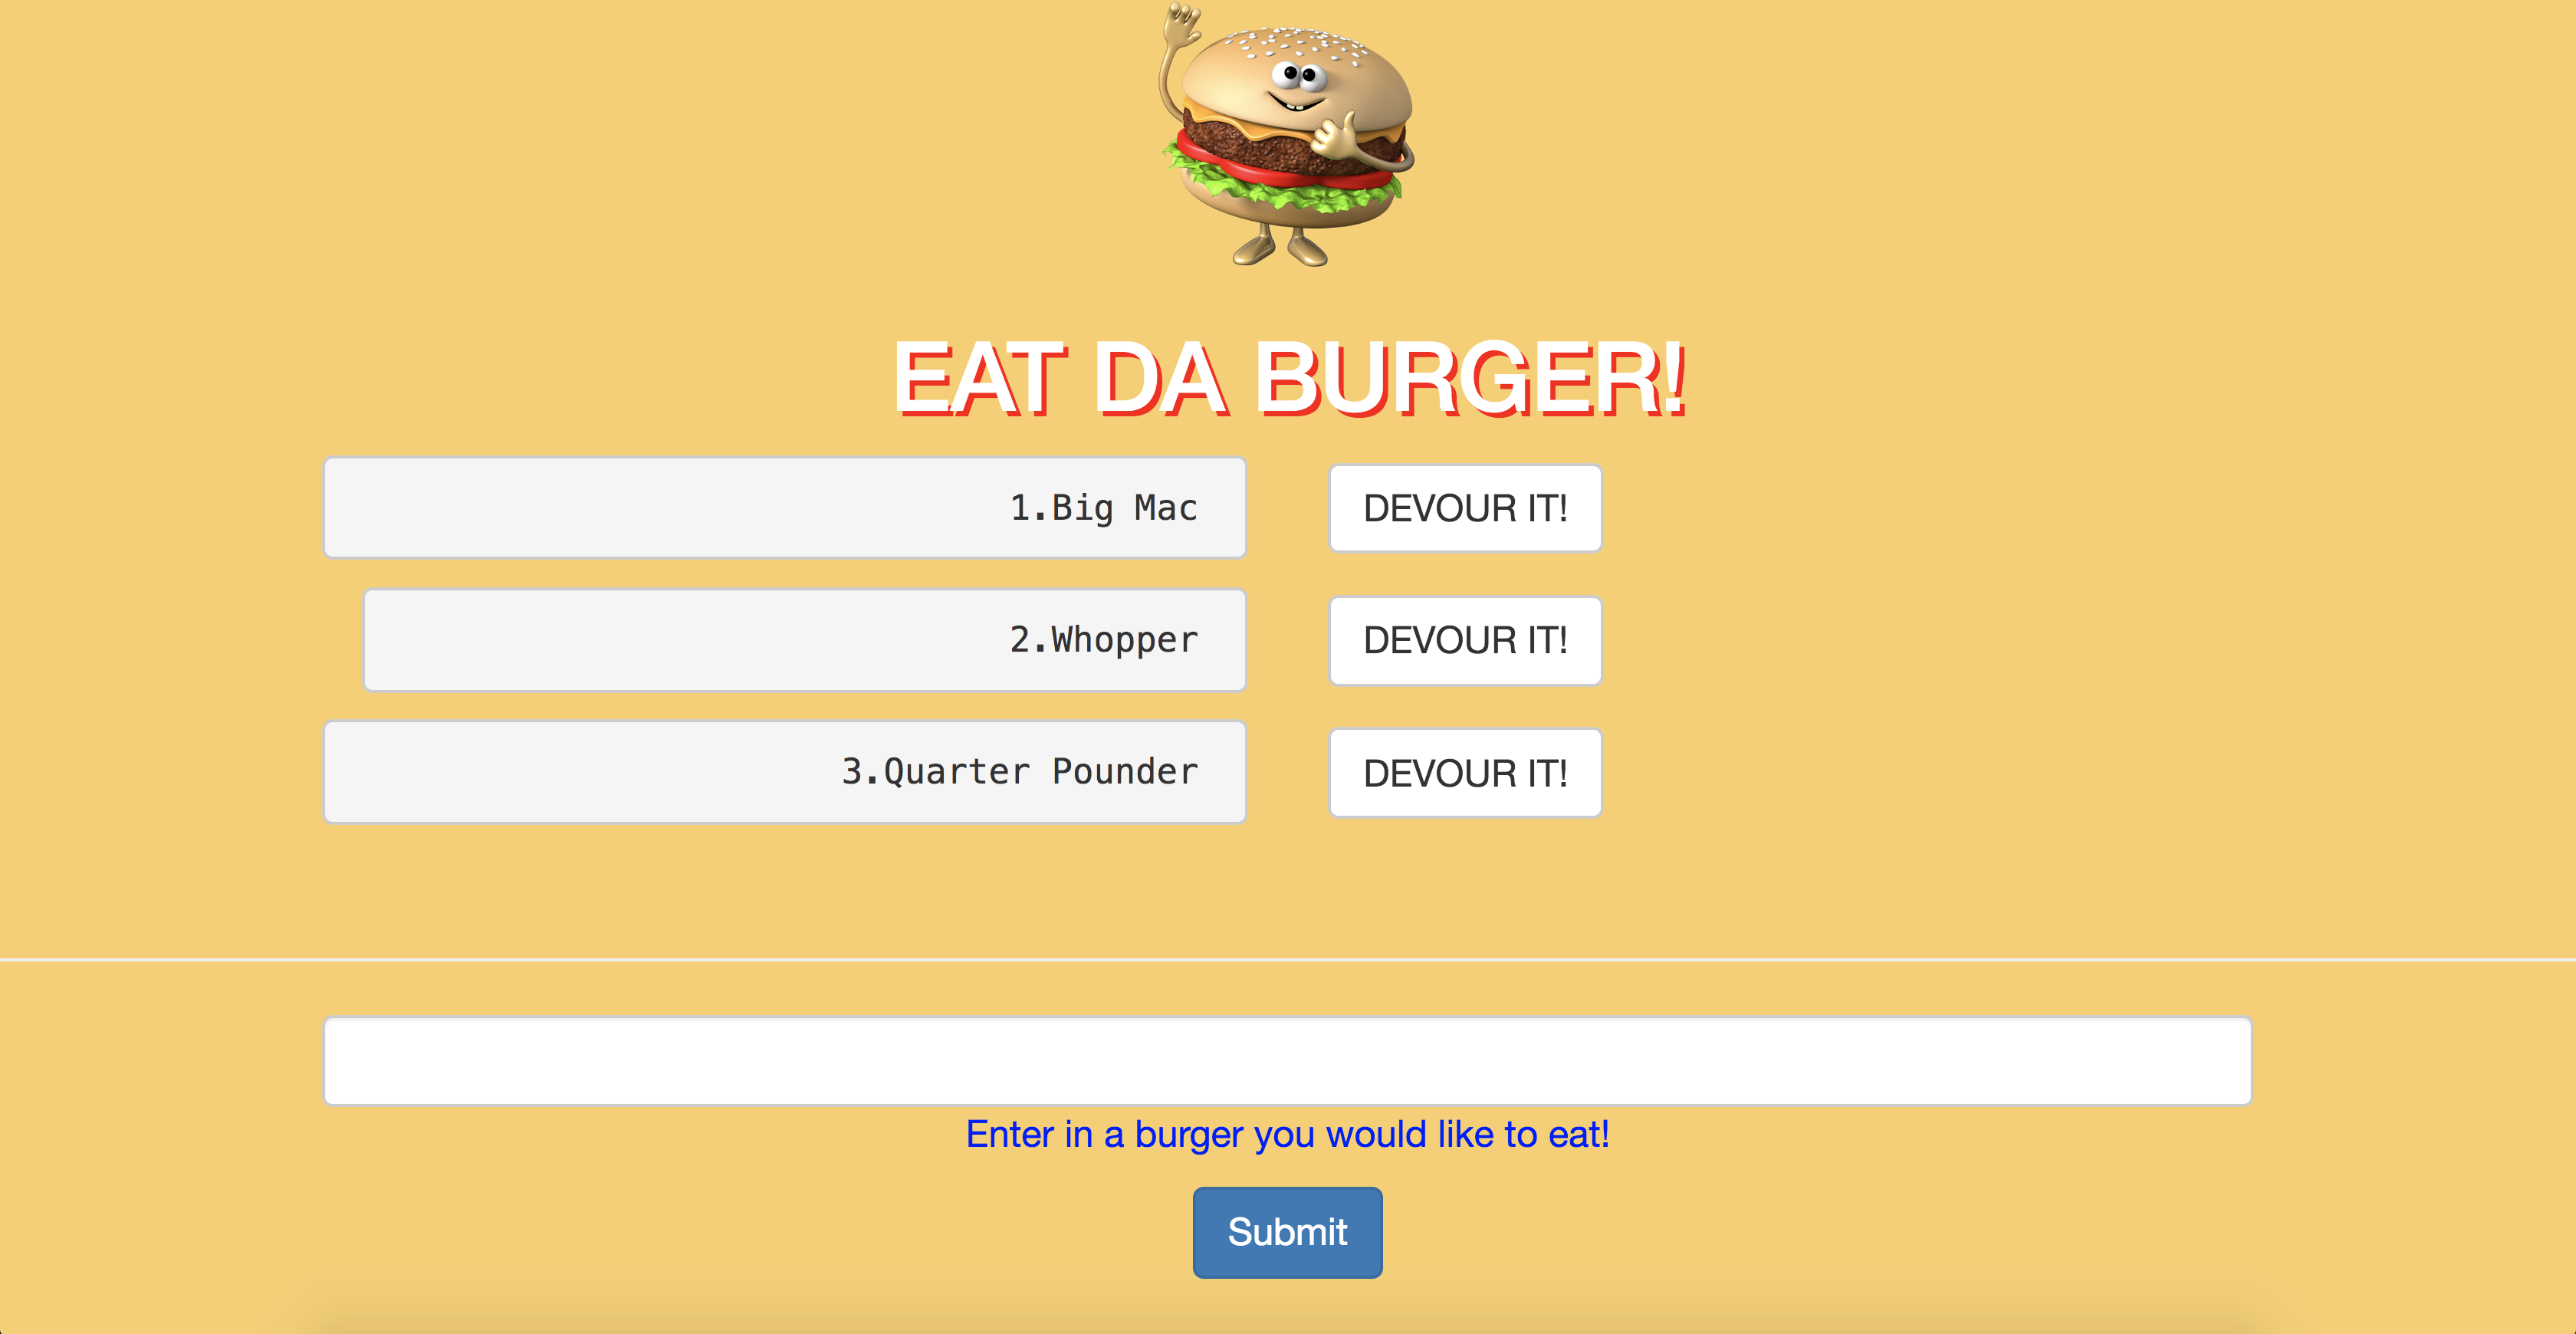 EAT DA BURGER!
1.Big Mac DEVOUR IT!
2.Whopper DEVOUR IT!
3.Quarter Pounder DEVOUR IT!
Enter in a burger you would like to eat!
Submit